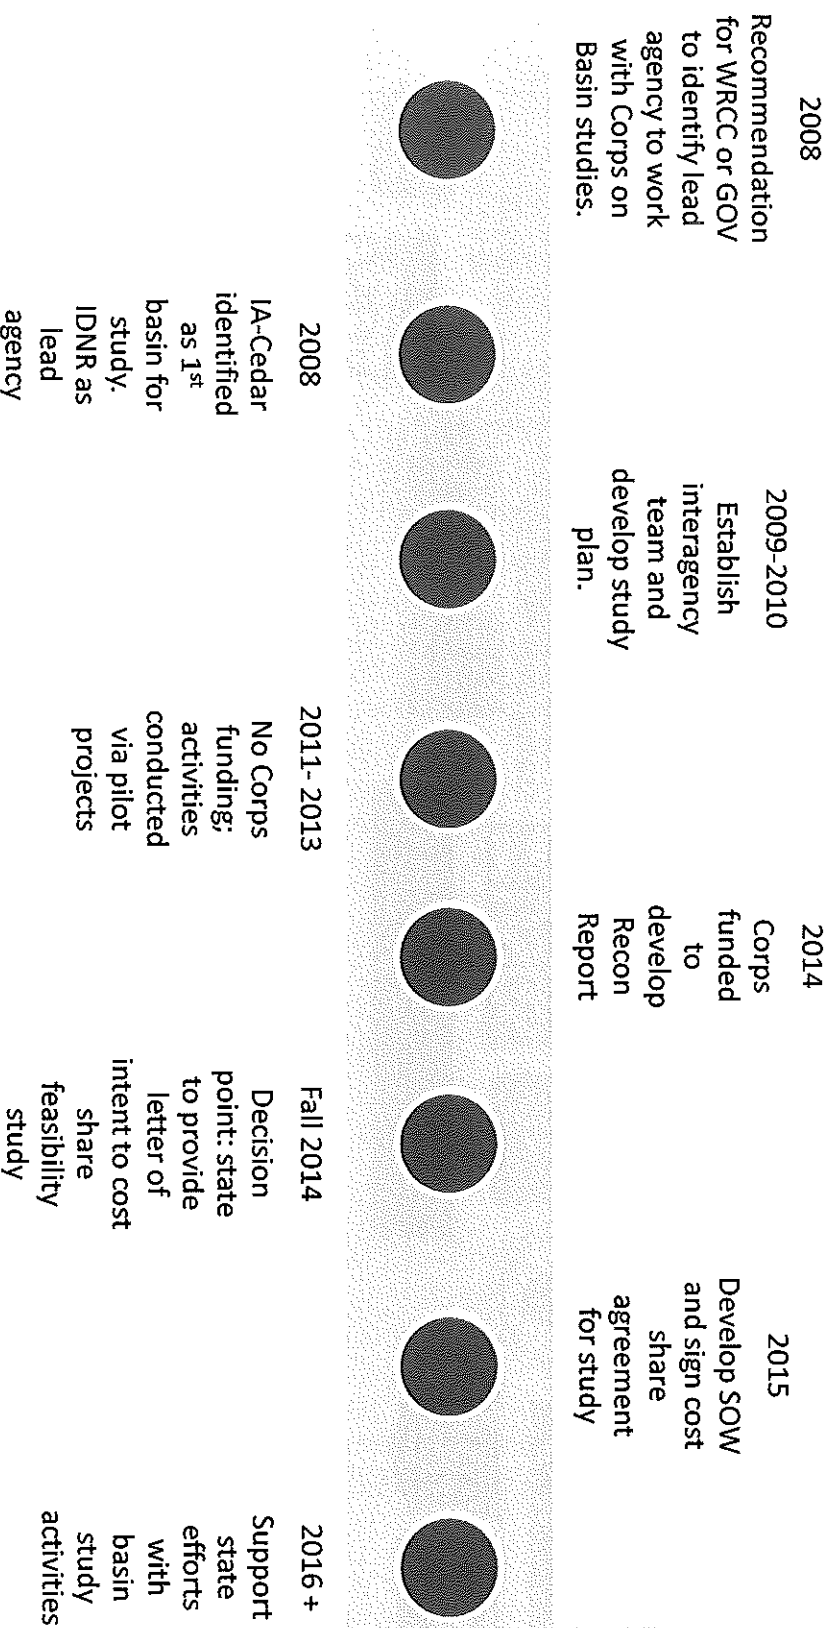 2008
Recommendation
for WRCC or GOV
to identify lead
agency to work
with Corps on
Basin studies.
2008
IA-Cedar
identified
as 1st
basin for
study.
IDNR as
lead
agency
2009-2010
Establish
interagency
team and
develop study
plan.
2011- 2013
No Corps
funding;
activities
conducted
via pilot
projects
2014
Corps
funded
to
develop
Recon
Report
Fall 2014
Decision
point: state
to provide
letter of
intent to cost
share
feasibility
study
2015
Develop SOW
and sign cost
share
agreement
for study
2016 +
Support
state
efforts
with
basin
study
activities